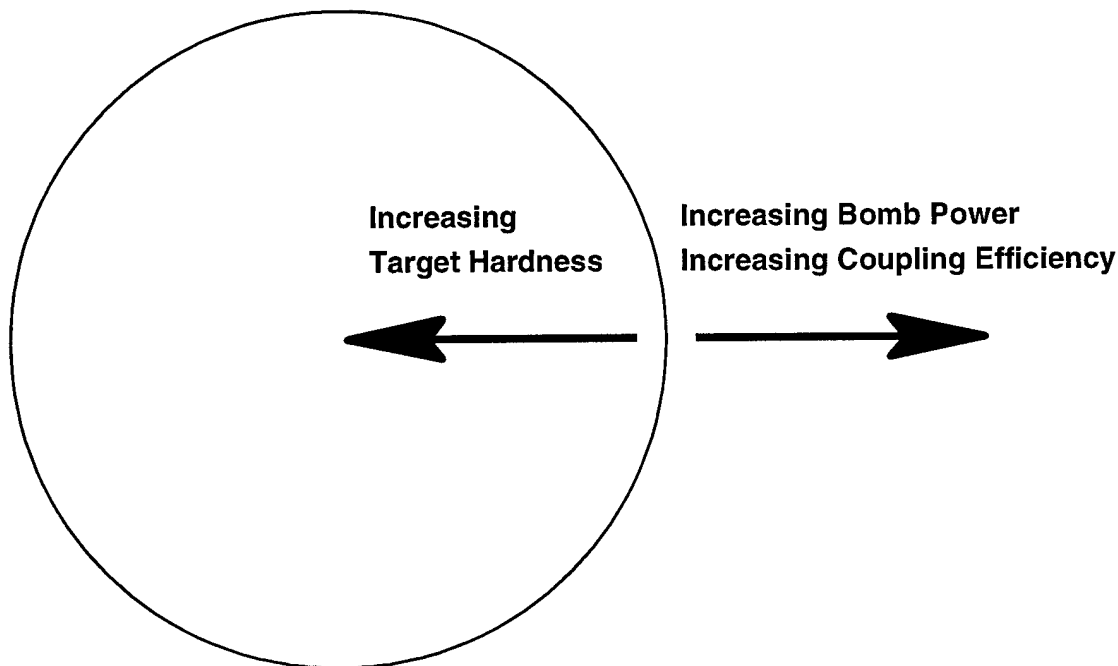 Increasing
Target Hardness
Increasing Bomb Power
Increasing Coupling Efficiency